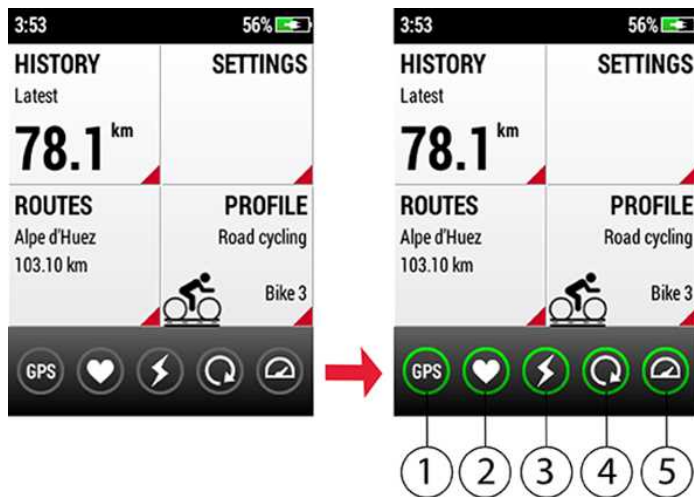 3:53 56%
HISTORY SETTINGS
Latest
78.1 km
ROUTES PROFILE
Alpe d'Huez Road cycling
103.10 km
Bike 3
GPS
3:53 56%
HISTORY SETTINGS
Latest
78.1 km
ROUTES PROFILE
Alpe d'Huez Road cycling
103.10 km
Bike 3
GPS
1 2 3 4 5